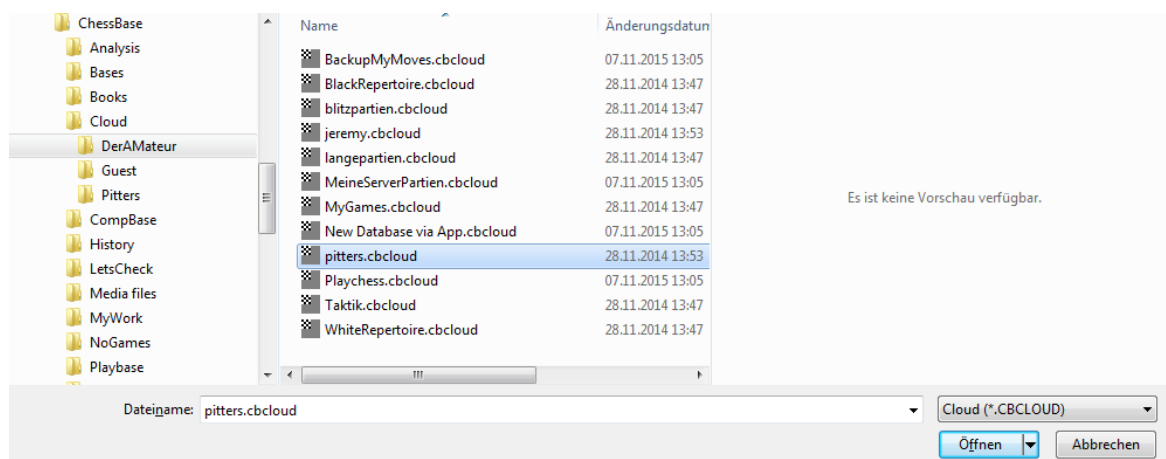 ChessBase
Analysis
Bases
Books
Cloud
DerAMateur
Guest
Pitters
CompBase
History
LetsCheck
Media files
MyWork
NoGames
Playbase
Name Änderungsdatum
BackupMyMoves.cbcloud 07.11.2015 13:05
BlackRepertoire.cbcloud 28.11.2014 13:47
blitzpartien.cbcloud 28.11.2014 13:47
jeremy.cbcloud 28.11.2014 13:53
langepartien.cbcloud 28.11.2014 13:47
MeineServerPartien.cbcloud 07.11.2015 13:05
MyGames.cbcloud 28.11.2014 13:47
New Database via App.cbcloud 07.11.2015 13:05
pitters.cbcloud 28.11.2014 13:53
Playchess.cbcloud 07.11.2015 13:05
Taktik.cbcloud 28.11.2014 13:47
WhiteRepertoire.cbcloud 28.11.2014 13:47
Es ist keine Vorschau verfügbar.
Dateiname: pitters.cbcloud Cloud (*.CBCLOUD)
Öffnen Abbrechen